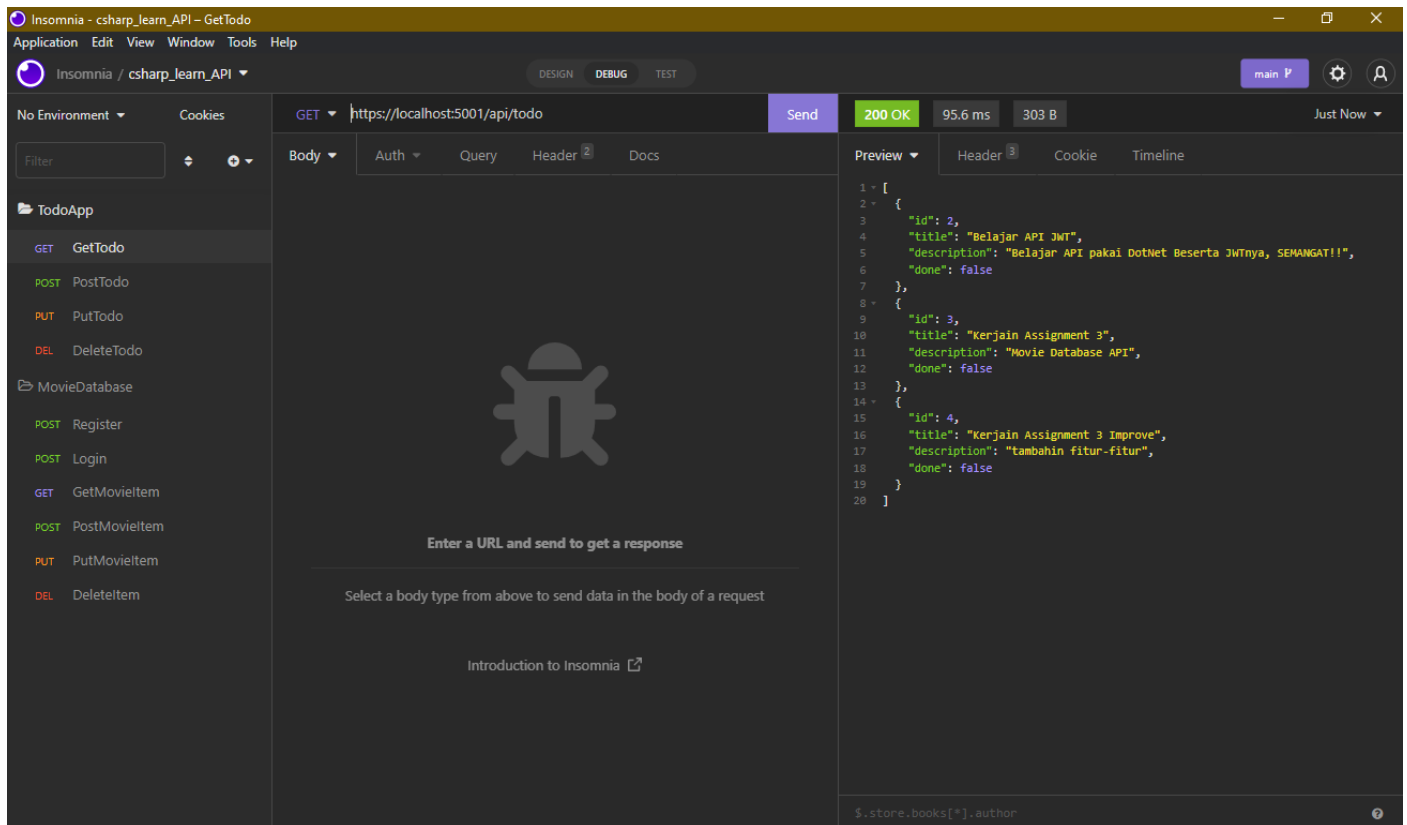 Insomnia - csharp_learn_API – GetTodo
Application Edit View Window Tools Help
Insomnia / csharp_learn_API
DESIGN DEBUG TEST
main
No Environment
Cookies
Filter
TodoApp
GET GetTodo
POST PostTodo
PUT PutTodo
DEL DeleteTodo
MovieDatabase
POST Register
POST Login
GET GetMovieItem
POST PostMovieItem
PUT PutMovieItem
DEL DeleteItem
GET https://localhost:5001/api/todo Send
Body Auth Query Header 2 Docs
Enter a URL and send to get a response
Select a body type from above to send data in the body of a request
Introduction to Insomnia
200 OK 95.6 ms 303 B Just Now
Preview Header 3 Cookie Timeline
1 [
2 {
3 "id": 2,
4 "title": "Belajar API JWT",
5 "description": "Belajar API pakai DotNet Beserta JWTnya, SEMANGAT!!",
6 "done": false
7 },
8 {
9 "id": 3,
10 "title": "Kerjain Assignment 3",
11 "description": "Movie Database API",
12 "done": false
13 },
14 {
15 "id": 4,
16 "title": "Kerjain Assignment 3 Improve",
17 "description": "tambahin fitur-fitur",
18 "done": false
19 }
20 ]
$.store.books[*].author